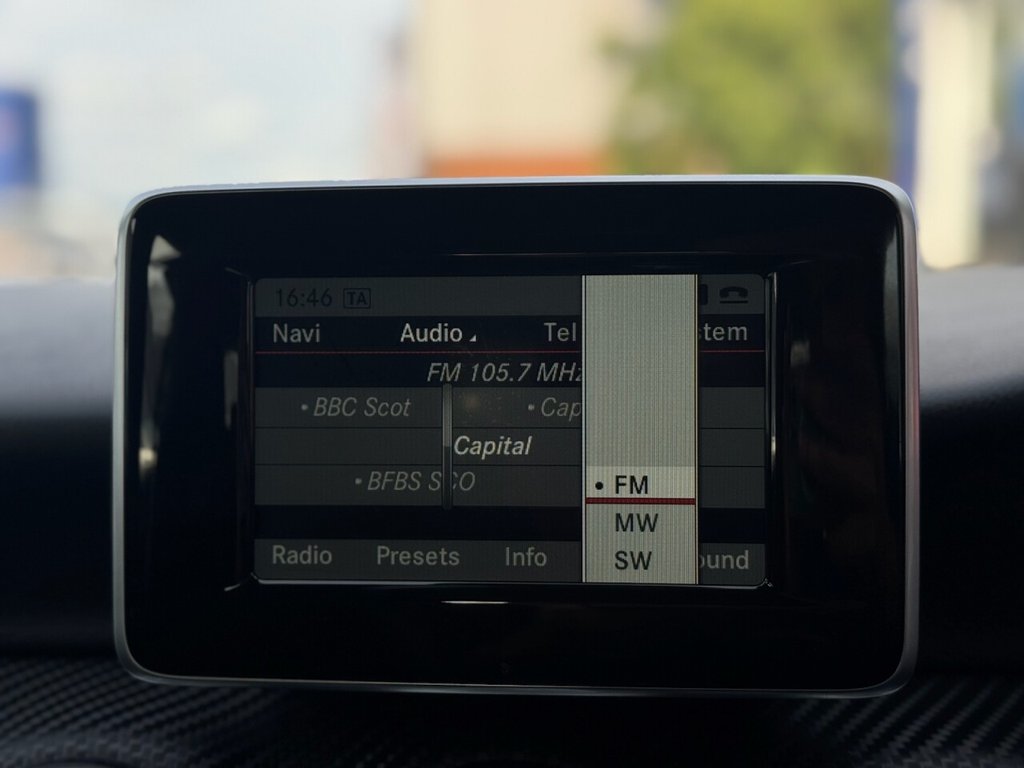 16:46 TA
Navi Audio Tel stem
FM 105.7 MHz
BBC Scot Cap
Capital
BFBS SCO
FM
MW
SW
Radio Presets Info ound